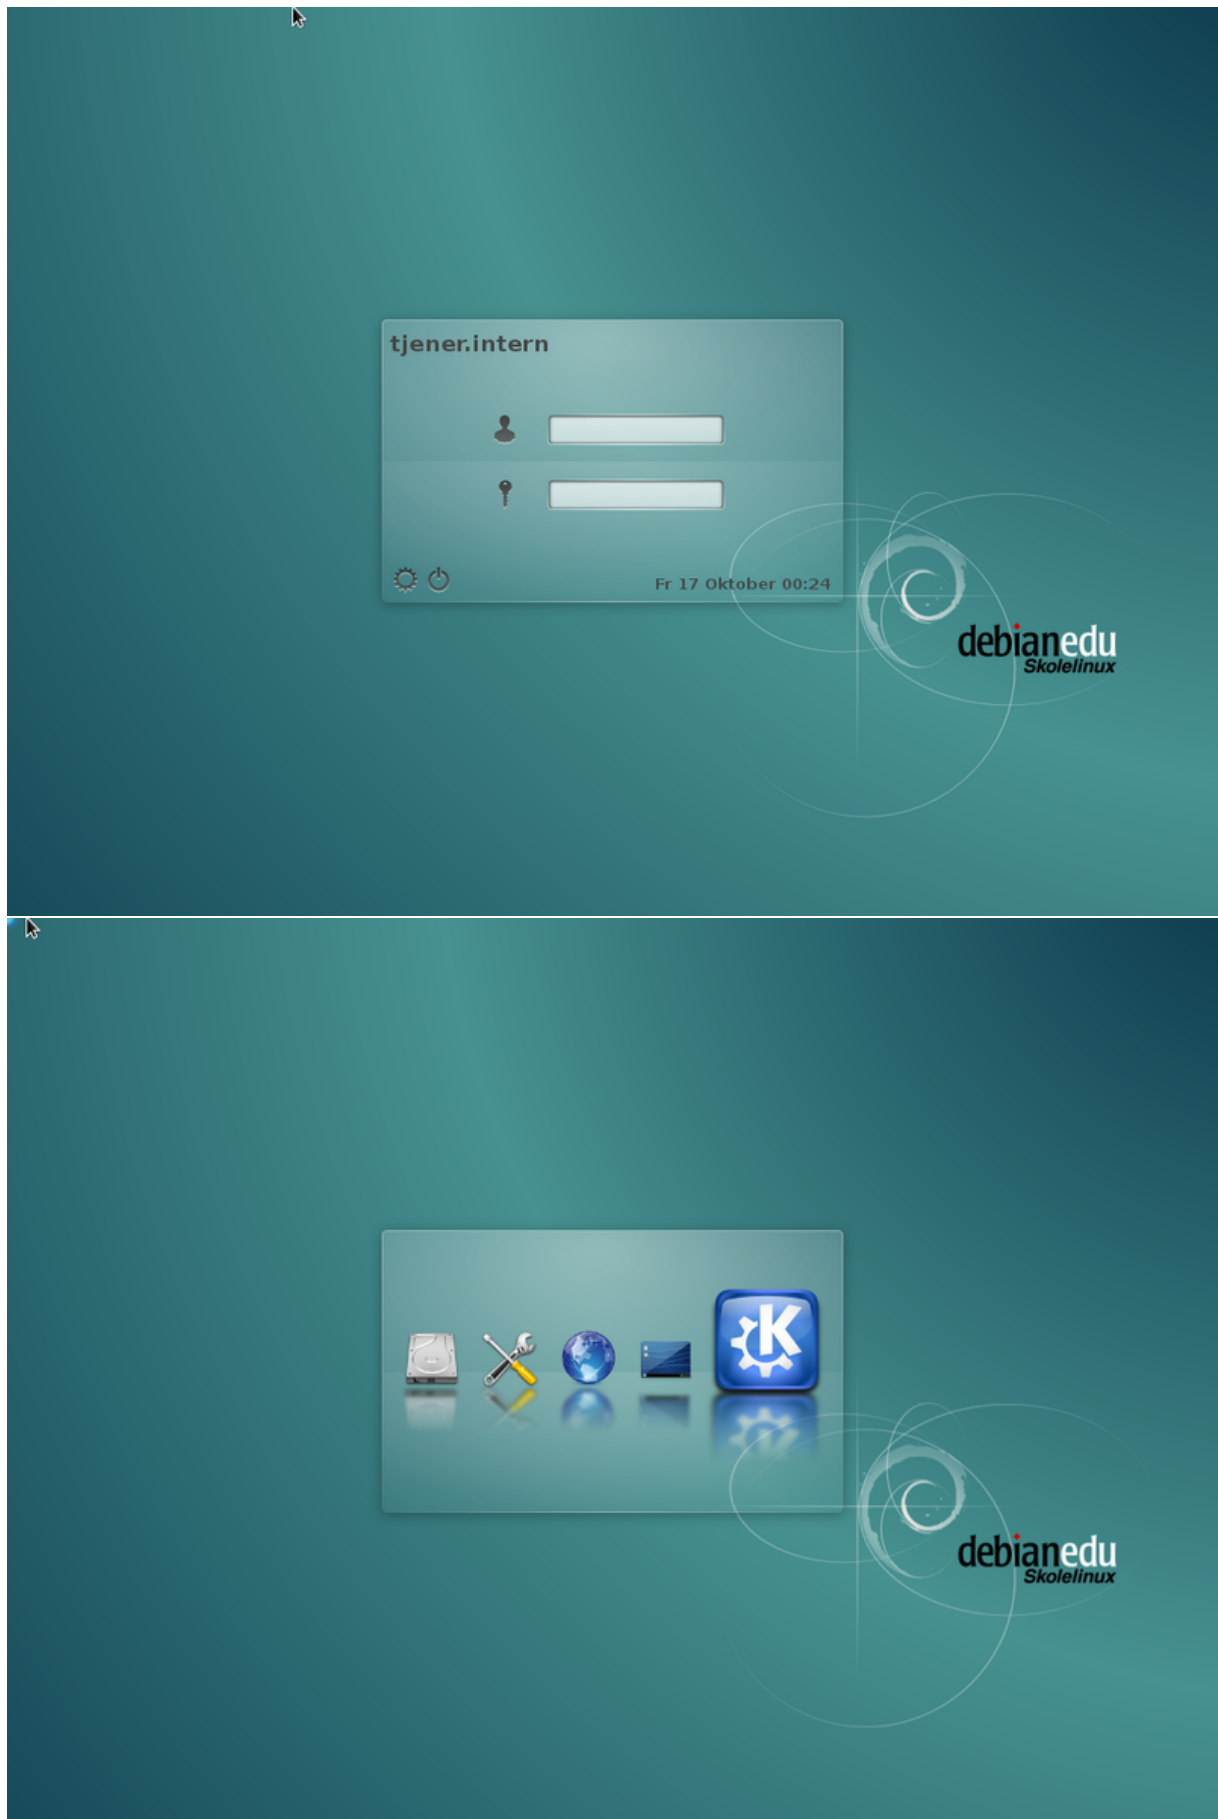 tjener.intern
Fr 17 Oktober 00:24
debianedu
Skolelinux
K
debianedu
Skolelinux